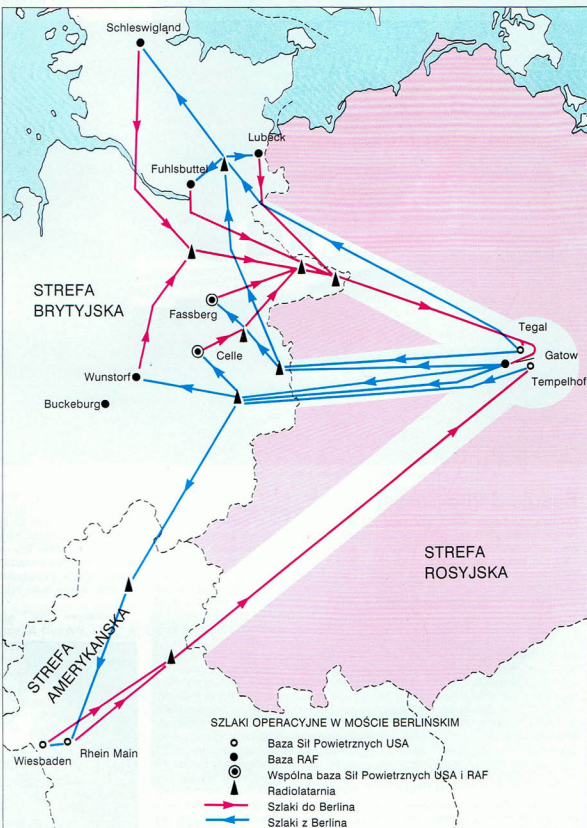 Schleswigland
Lubeck
Fuhlsbuttel
STREFA
BRYTYJSKA
Fassberg
Celle
Wunstorf
Buckeburg
Tegal
Gatow
Tempelhof
STREFA
ROSYJSKA
STREFA
AMERYKAŃSKA
Wiesbaden
Rhein Main
SZLAKI OPERACYJNE W MOŚCIE BERLIŃSKIM
Baza Sił Powietrznych USA
Baza RAF
Wspólna baza Sił Powietrznych USA i RAF
Radiolatarnia
Szlaki do Berlina
Szlaki z Berlina